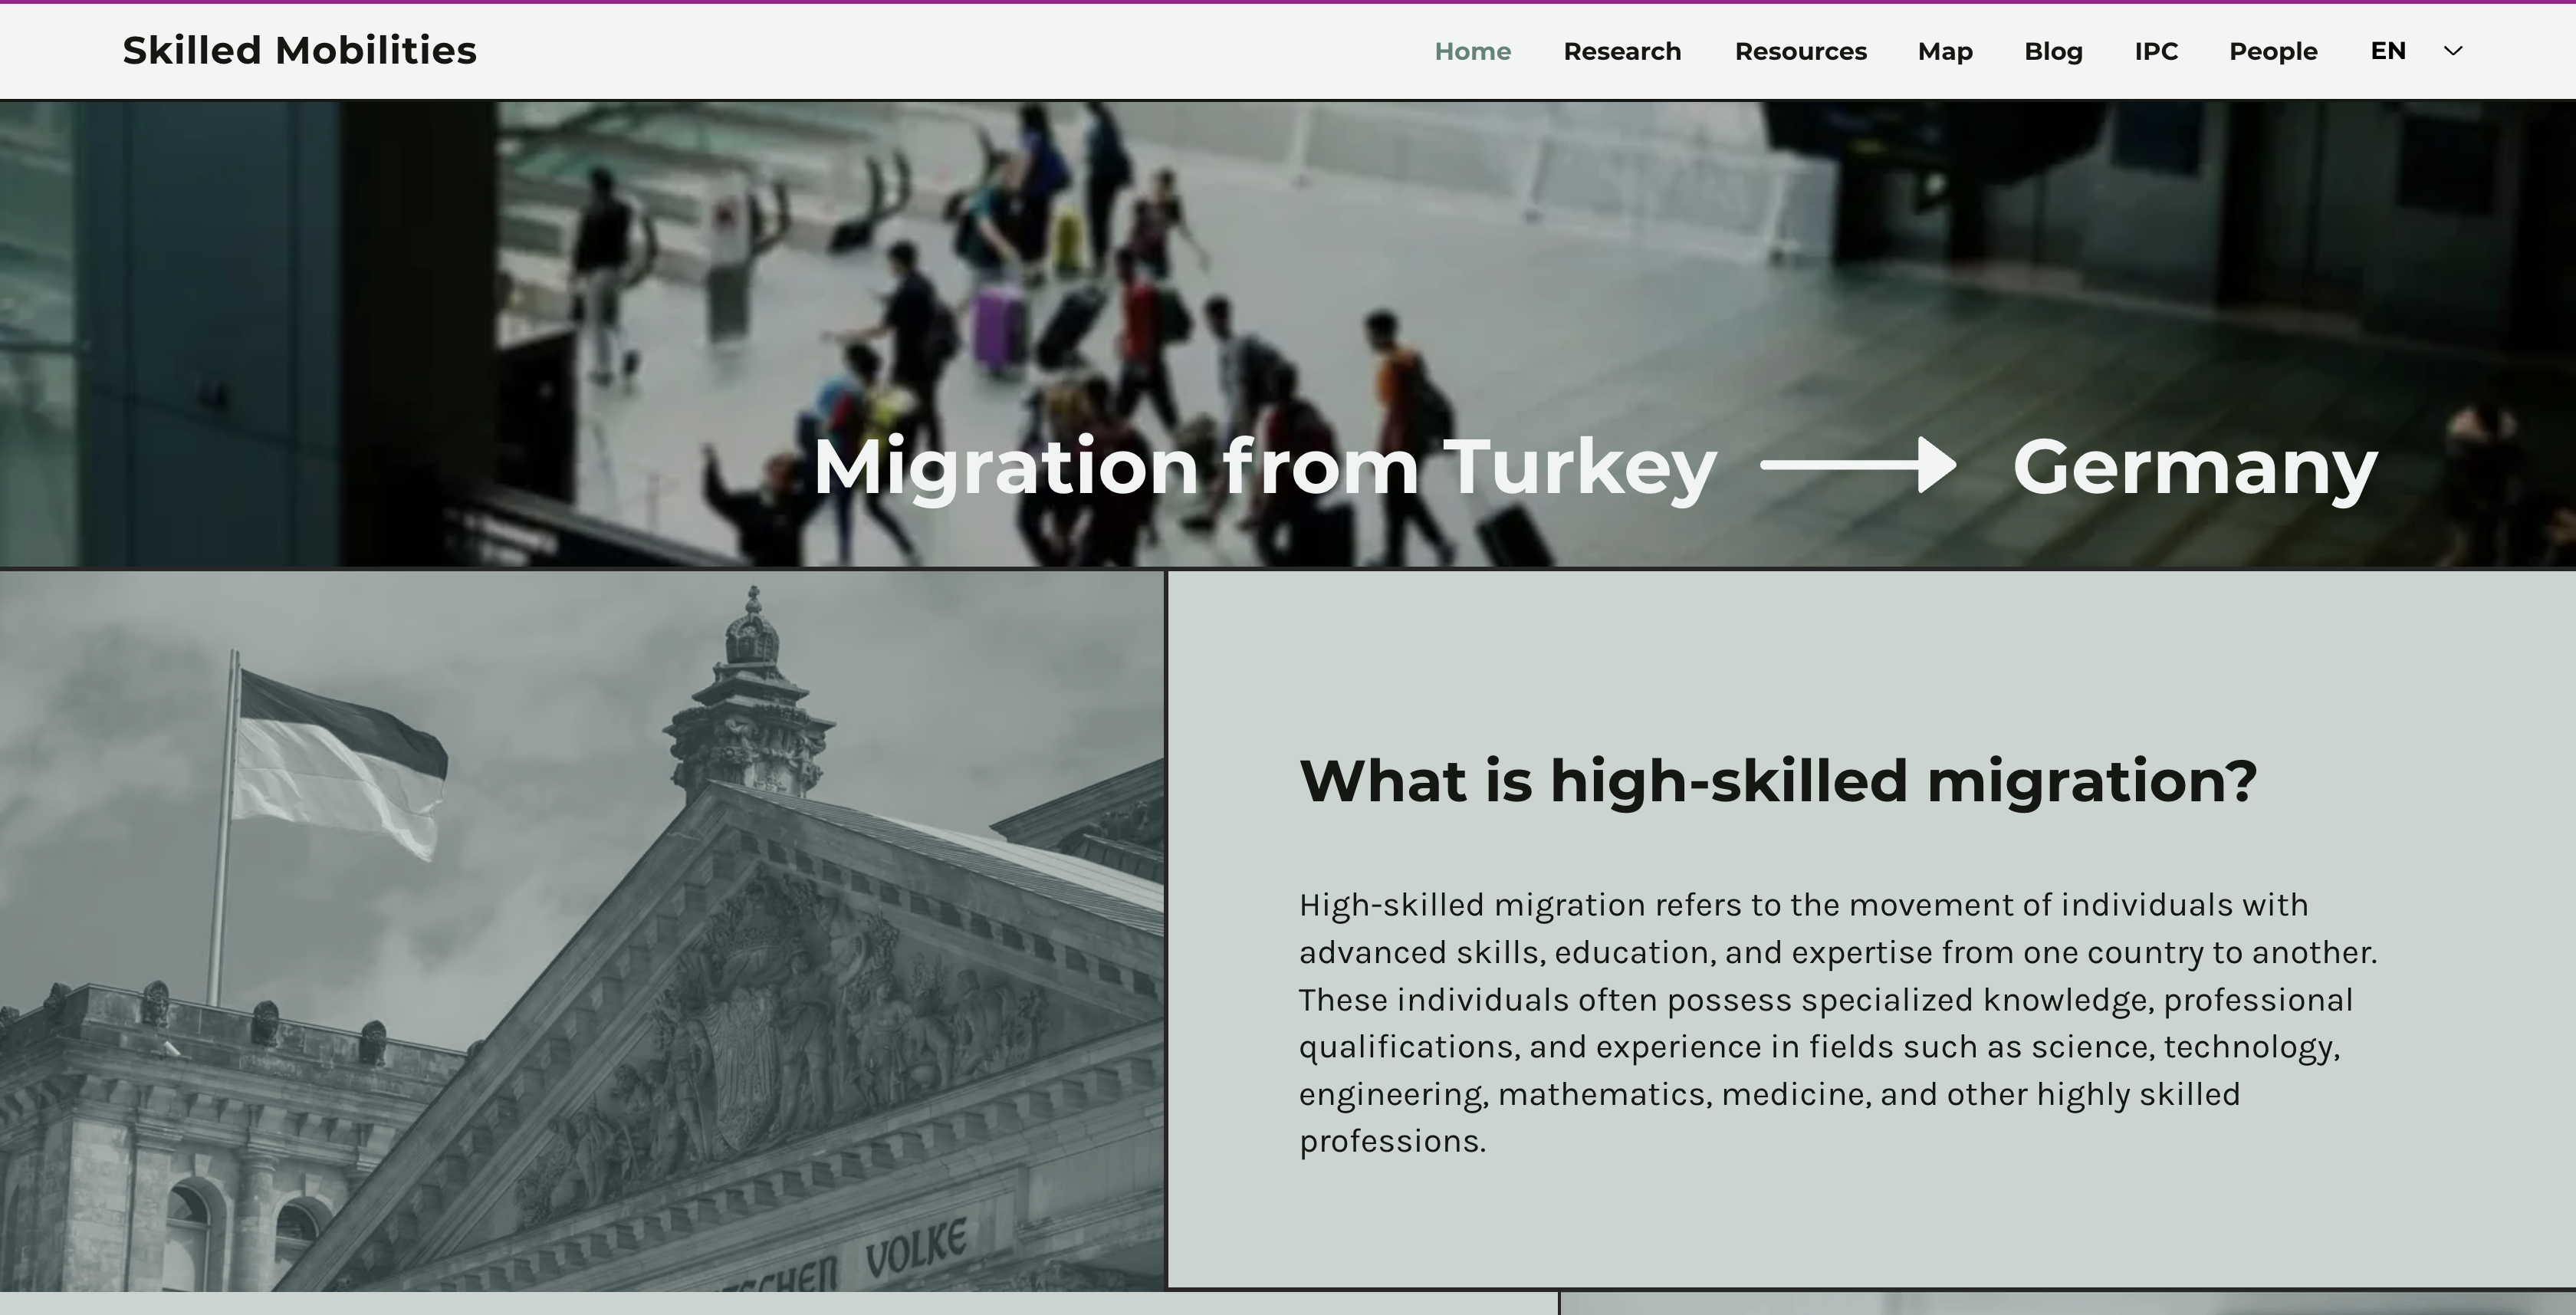 Skilled Mobilities
Home Research Resources Map Blog IPC People EN
Migration from Turkey → Germany
What is high-skilled migration?
High-skilled migration refers to the movement of individuals with
advanced skills, education, and expertise from one country to another.
These individuals often possess specialized knowledge, professional
qualifications, and experience in fields such as science, technology,
engineering, mathematics, medicine, and other highly skilled
professions.
VOLKE